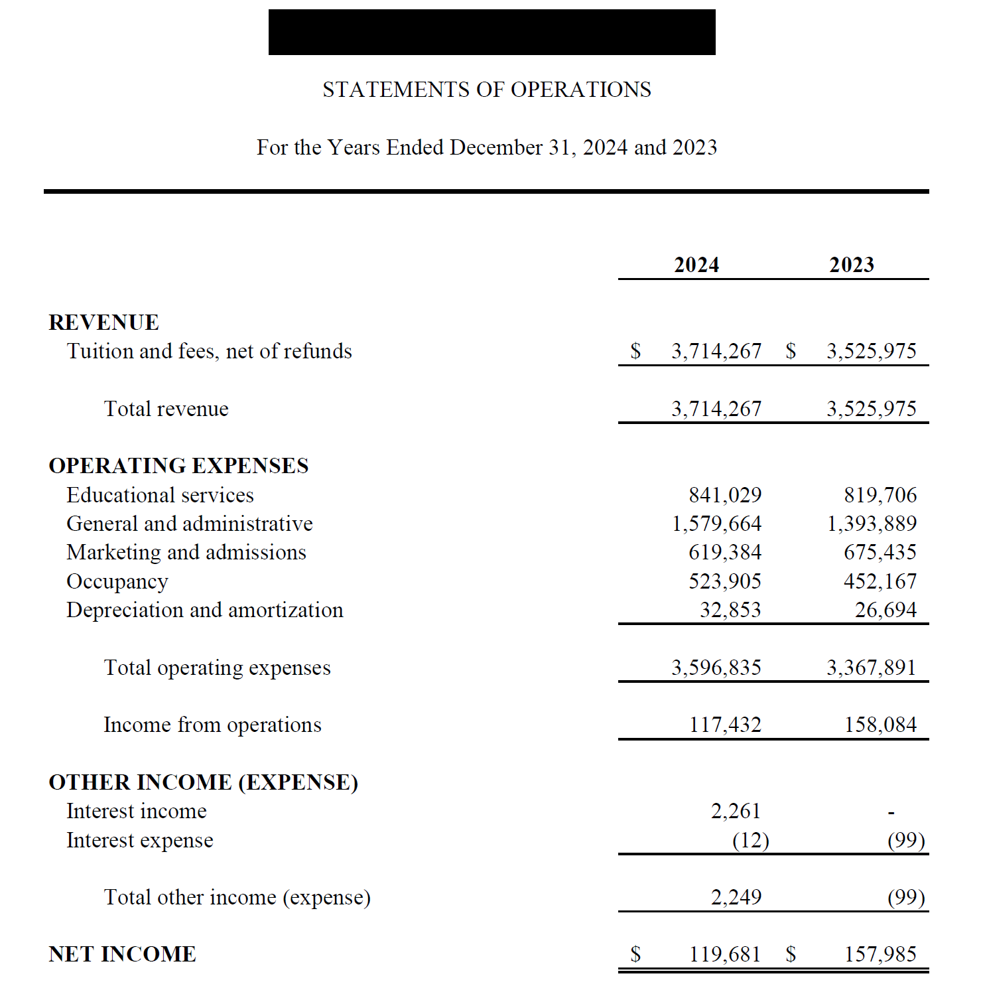 STATEMENTS OF OPERATIONS
For the Years Ended December 31, 2024 and 2023
2024 2023
REVENUE
Tuition and fees, net of refunds $ 3,714,267 $ 3,525,975
Total revenue 3,714,267 3,525,975
OPERATING EXPENSES
Educational services 841,029 819,706
General and administrative 1,579,664 1,393,889
Marketing and admissions 619,384 675,435
Occupancy 523,905 452,167
Depreciation and amortization 32,853 26,694
Total operating expenses 3,596,835 3,367,891
Income from operations 117,432 158,084
OTHER INCOME (EXPENSE)
Interest income 2,261 -
Interest expense (12) (99)
Total other income (expense) 2,249 (99)
NET INCOME $ 119,681 $ 157,985